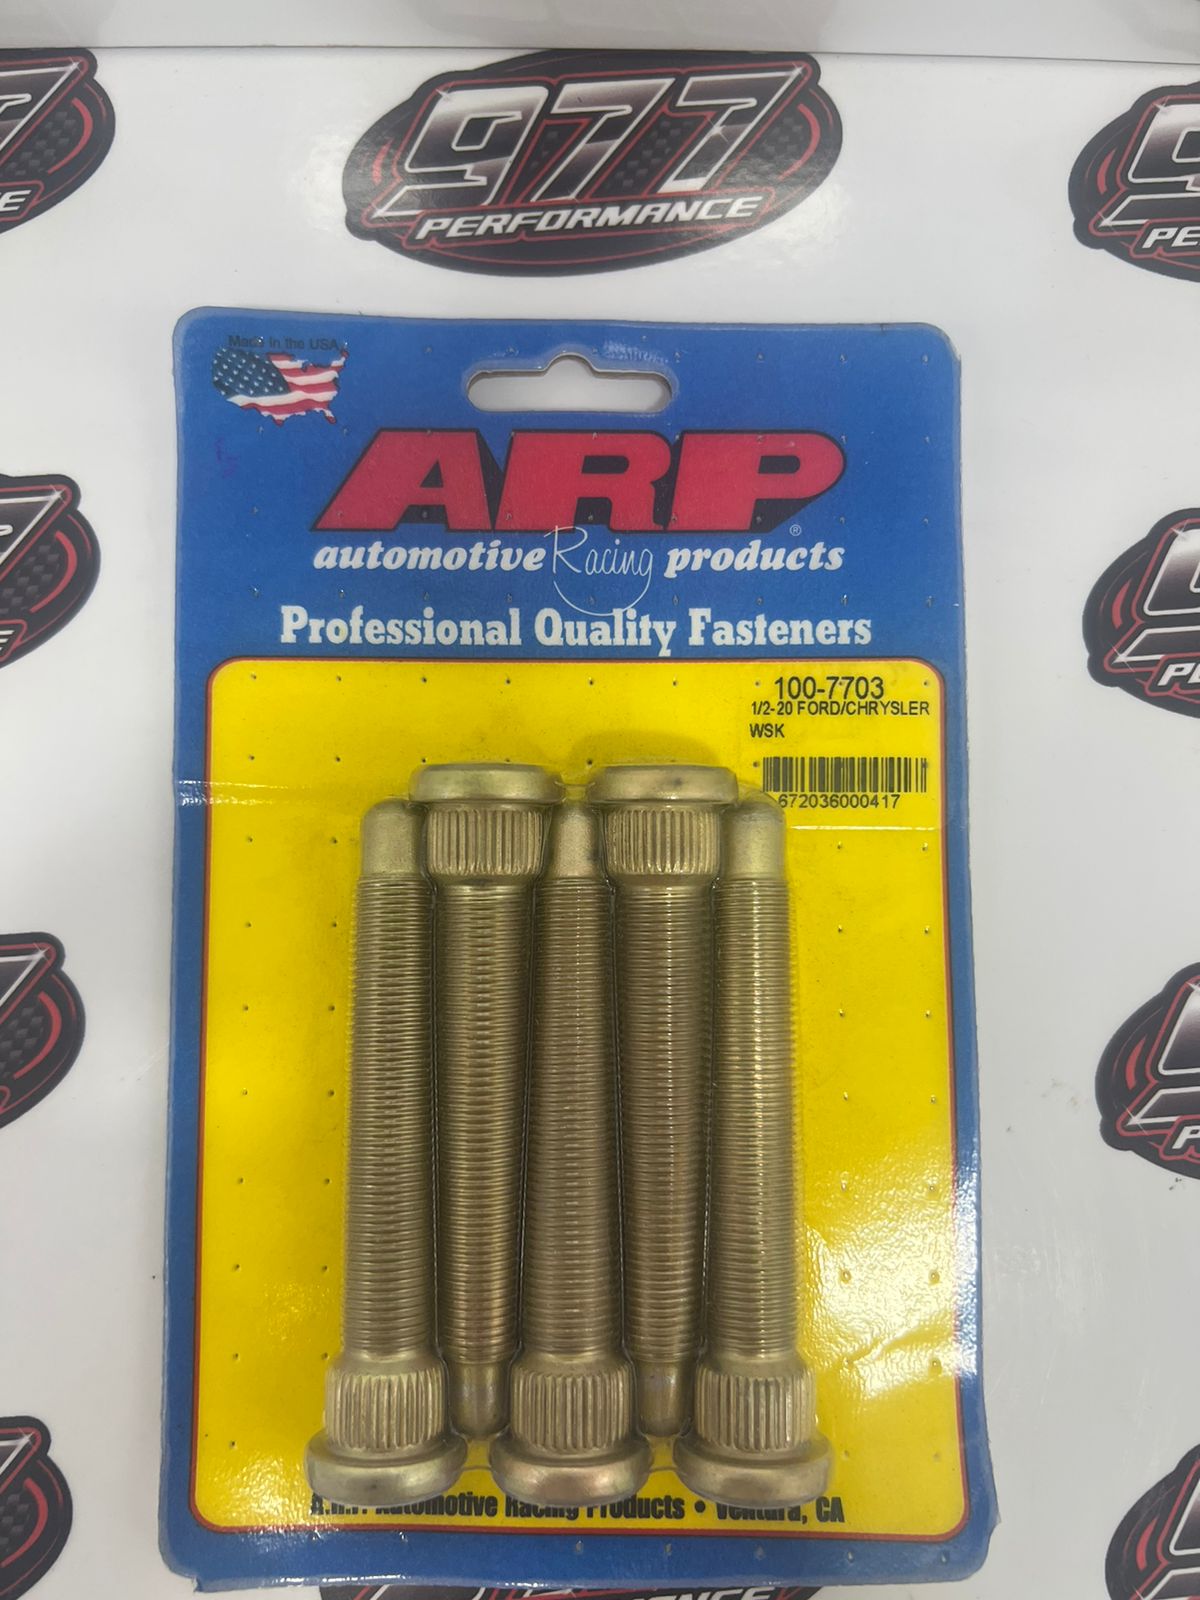 977
PERFORMANCE
Made in the USA
ARP
®
automotive Racing products
Professional Quality Fasteners
100-7703
1/2-20 FORD/CHRYSLER
WSK
672036000417
A.R.P. Automotive Racing Products • Ventura, CA
PERFORMANCE